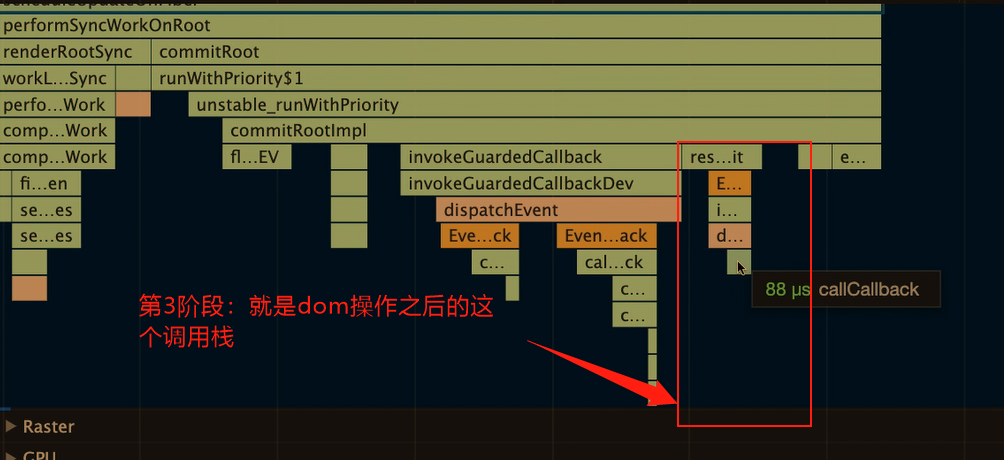 performSyncWorkOnRoot
renderRootSync commitRoot
workL...Sync runWithPriority$1
perfo...Work unstable_runWithPriority
comp...Work commitRootImpl
comp...Work fl...EV invokeGuardedCallback res...it e...
fi...en invokeGuardedCallbackDev E...
se...es dispatchEvent i...
se...es Eve...ck Even...ack d...
c... cal...ck
88 µs callCallback
c...
第3阶段：就是dom操作之后的这
个调用栈
c...
Raster
GPU